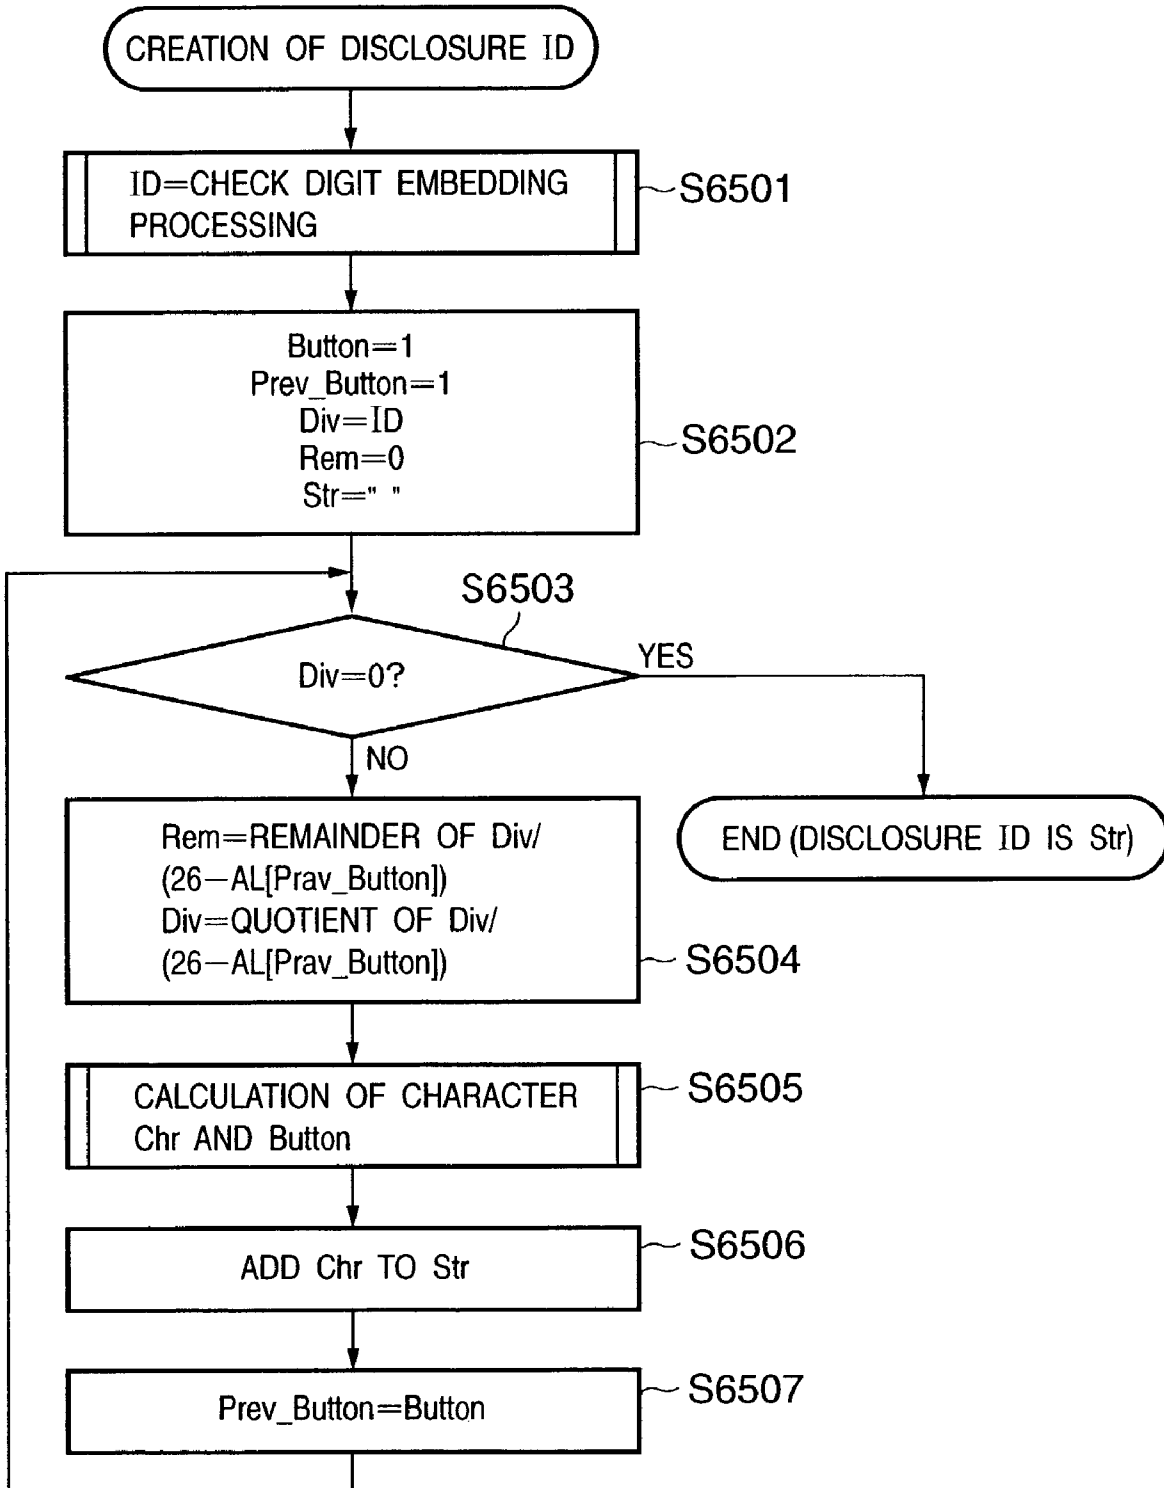 CREATION OF DISCLOSURE ID
ID=CHECK DIGIT EMBEDDING
PROCESSING
S6501
Button=1
Prev_Button=1
Div=ID
Rem=0
Str=" "
S6502
S6503
Div=0?
YES
NO
Rem=REMAINDER OF Div/
(26-AL[Prav_Button])
Div=QUOTIENT OF Div/
(26-AL[Prav_Button])
S6504
END (DISCLOSURE ID IS Str)
CALCULATION OF CHARACTER
Chr AND Button
S6505
ADD Chr TO Str
S6506
Prev_Button=Button
S6507